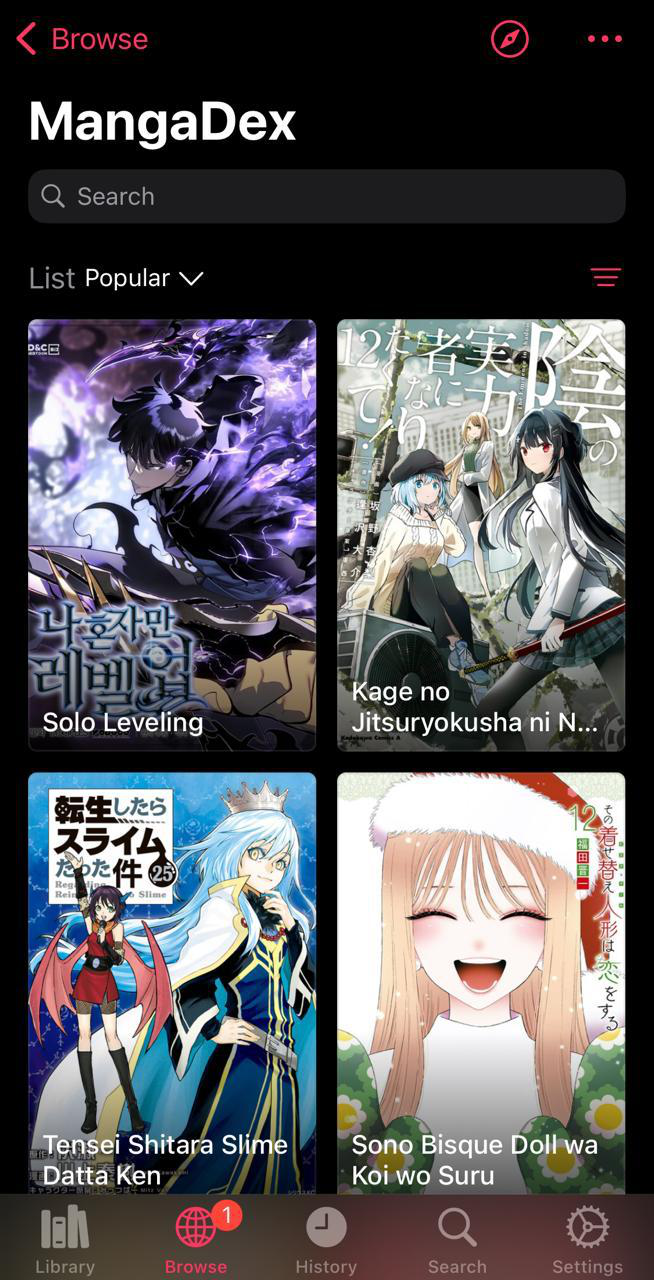 Browse
MangaDex
Search
List Popular
D&C
나 혼자만
레벨업
Solo Leveling
陰の
実力
者に
なり
たくて!
12
逢坂
沢野
大介
Kage no
Jitsuryokusha ni N...
転生したら
スライム
だった件 25
Regarding
Reincarnated to Slime
Tensei Shitara Slime
Datta Ken
12
福田晋一
その着せ替え人形は恋をする
Sono Bisque Doll wa
Koi wo Suru
1
Library
Browse
History
Search
Settings